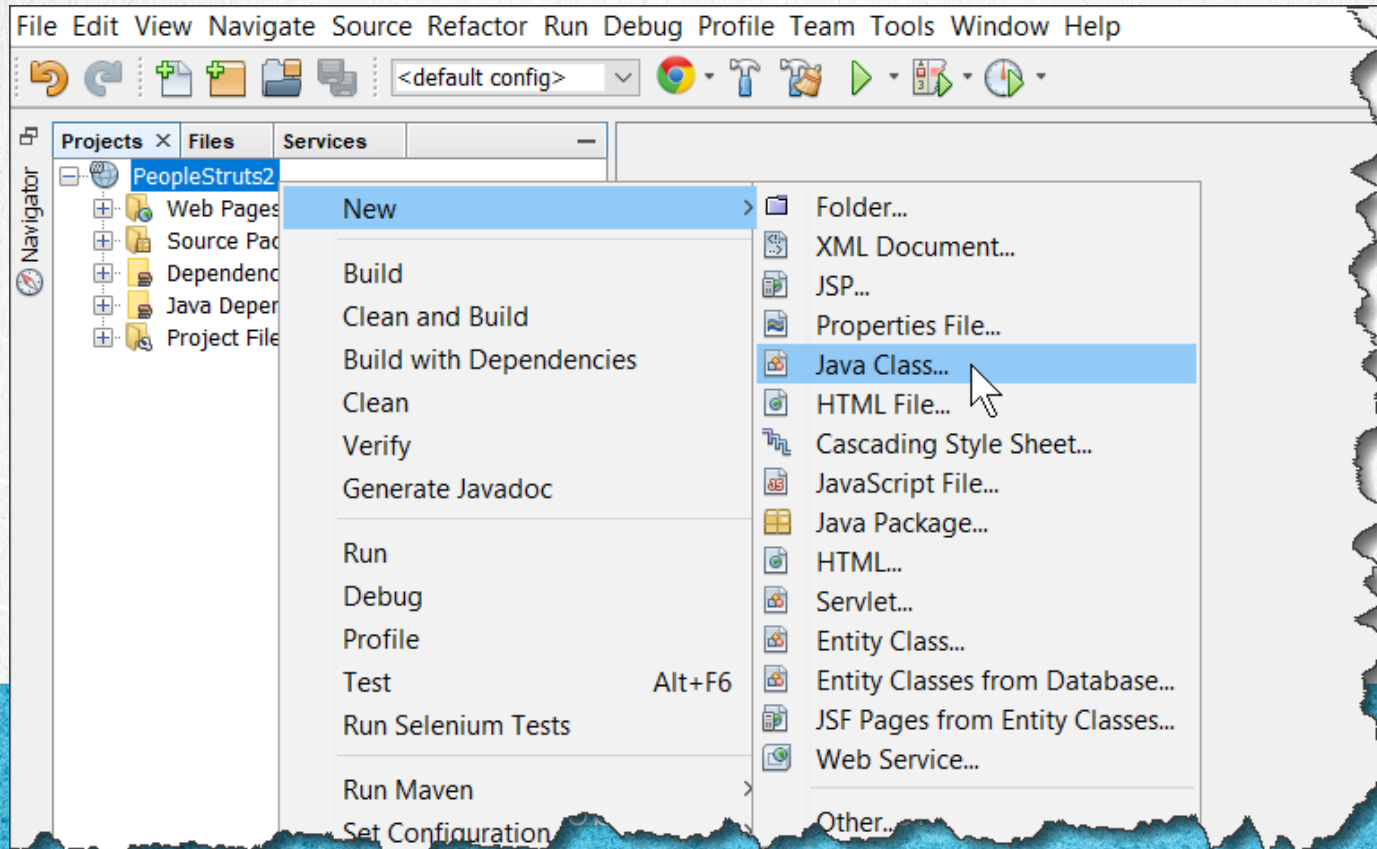 File Edit View Navigate Source Refactor Run Debug Profile Team Tools Window Help
<default config>
Projects Files Services
Navigator
PeopleStruts2
Web Pages
Source Pac
Dependenc
Java Deper
Project File
New
Build
Clean and Build
Build with Dependencies
Clean
Verify
Generate Javadoc
Run
Debug
Profile
Test Alt+F6
Run Selenium Tests
Run Maven
Set Configuration
Folder...
XML Document...
JSP...
Properties File...
Java Class...
HTML File...
Cascading Style Sheet...
JavaScript File...
Java Package...
HTML...
Servlet...
Entity Class...
Entity Classes from Database...
JSF Pages from Entity Classes...
Web Service...
Other...